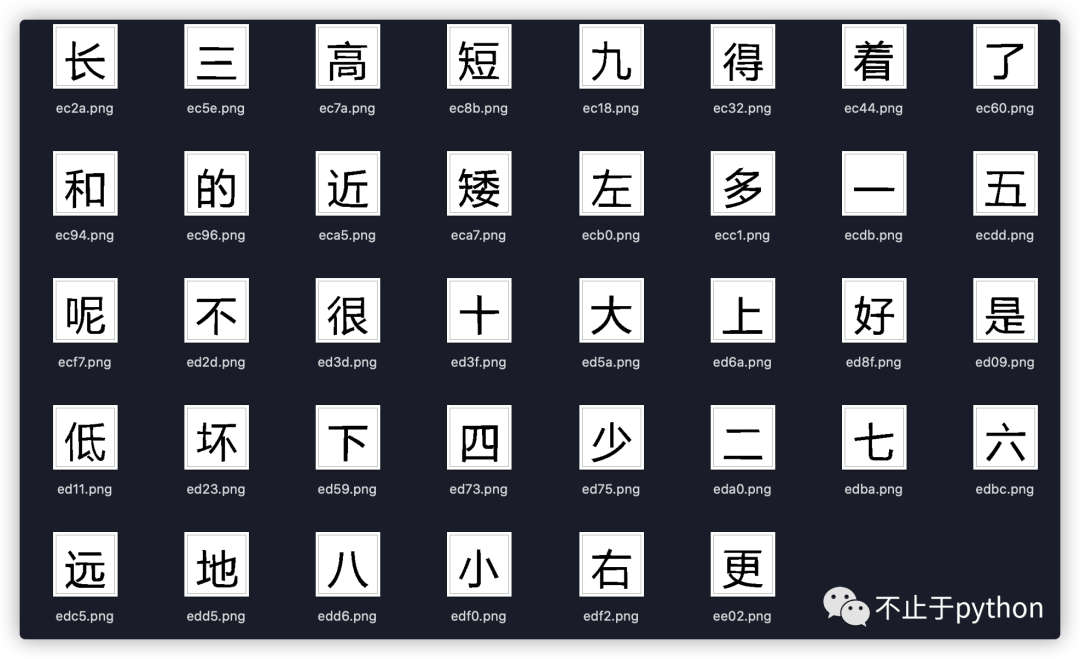 长 三 高 短 九 得 着 了
ec2a.png ec5e.png ec7a.png ec8b.png ec18.png ec32.png ec44.png ec60.png
和 的 近 矮 左 多 一 五
ec94.png ec96.png eca5.png eca7.png ecb0.png ecc1.png ecdb.png ecdd.png
呢 不 很 十 大 上 好 是
ecf7.png ed2d.png ed3d.png ed3f.png ed5a.png ed6a.png ed8f.png ed09.png
低 坏 下 四 少 二 七 六
ed11.png ed23.png ed59.png ed73.png ed75.png eda0.png edba.png edbc.png
远 地 八 小 右 更
edc5.png edd5.png edd6.png edf0.png edf2.png ee02.png
不止于python